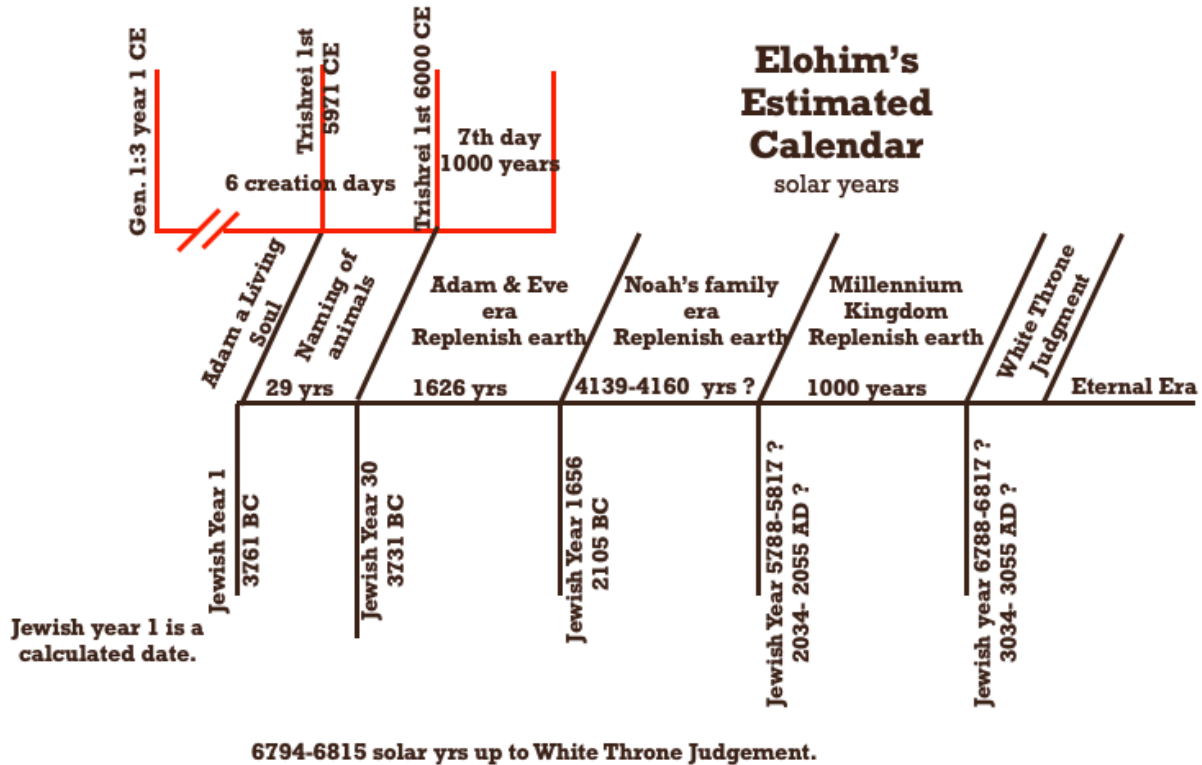 Elohim's
Estimated
Calendar
solar years
Gen. 1:3 year 1 CE
Trishrei 1st
5971 CE
Trishrei 1st 6000 CE
6 creation days
7th day
1000 years
Adam a Living
Soul
Naming of
animals
Adam & Eve
era
Replenish earth
Noah's family
era
Replenish earth
Millennium
Kingdom
Replenish earth
White Throne
Judgment
29 yrs
1626 yrs
4139-4160 yrs ?
1000 years
Eternal Era
Jewish Year 1
3761 BC
Jewish Year 30
3731 BC
Jewish Year 1656
2105 BC
Jewish Year 5788-5817 ?
2034- 2055 AD ?
Jewish year 6788-6817 ?
3034- 3055 AD ?
Jewish year 1 is a
calculated date.
6794-6815 solar yrs up to White Throne Judgement.